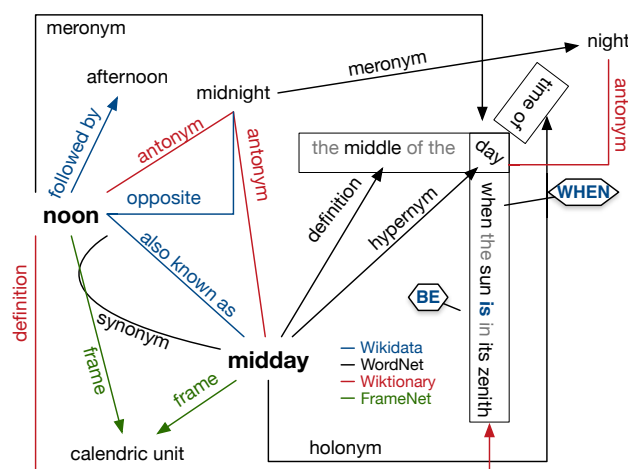 meronym
night
afternoon
meronym
midnight
time of
followed by
antonym
antonym
antonym
the middle of the
day
opposite
noon
definition
hypernym
WHEN
also known as
when the sun is in its zenith
definition
BE
synonym
midday
frame
frame
Wikidata
WordNet
Wiktionary
FrameNet
calendric unit
holonym